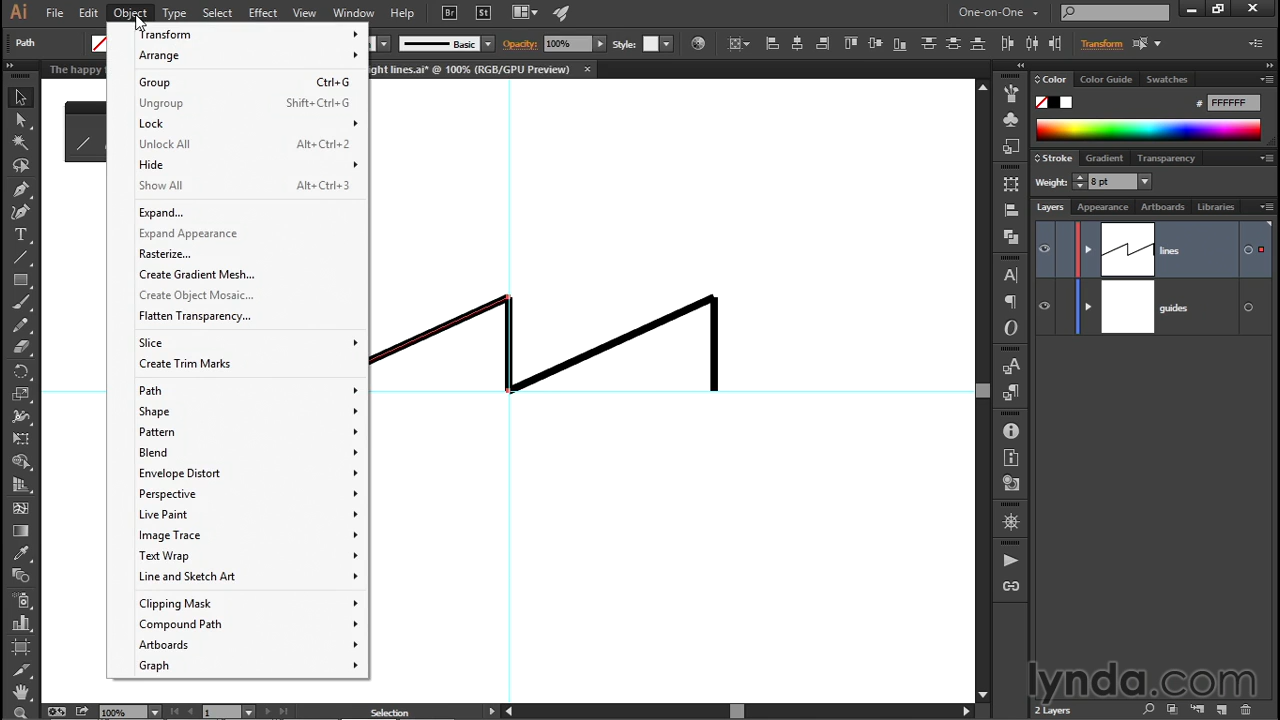 Ai File Edit Object Type Select Effect View Window Help Br St One-on-One
Path Basic Opacity: 100% Style: Transform
The happy f ght lines.ai* @ 100% (RGB/GPU Preview)
Transform
Arrange
Group Ctrl+G
Ungroup Shift+Ctrl+G
Lock
Unlock All Alt+Ctrl+2
Hide
Show All Alt+Ctrl+3
Expand...
Expand Appearance
Rasterize...
Create Gradient Mesh...
Create Object Mosaic...
Flatten Transparency...
Slice
Create Trim Marks
Path
Shape
Pattern
Blend
Envelope Distort
Perspective
Live Paint
Image Trace
Text Wrap
Line and Sketch Art
Clipping Mask
Compound Path
Artboards
Graph
Color Color Guide Swatches
# FFFFFF
Stroke Gradient Transparency
Weight: 8 pt
Layers Appearance Artboards Libraries
lines
guides
lynda.com
100% 1 Selection 2 Layers